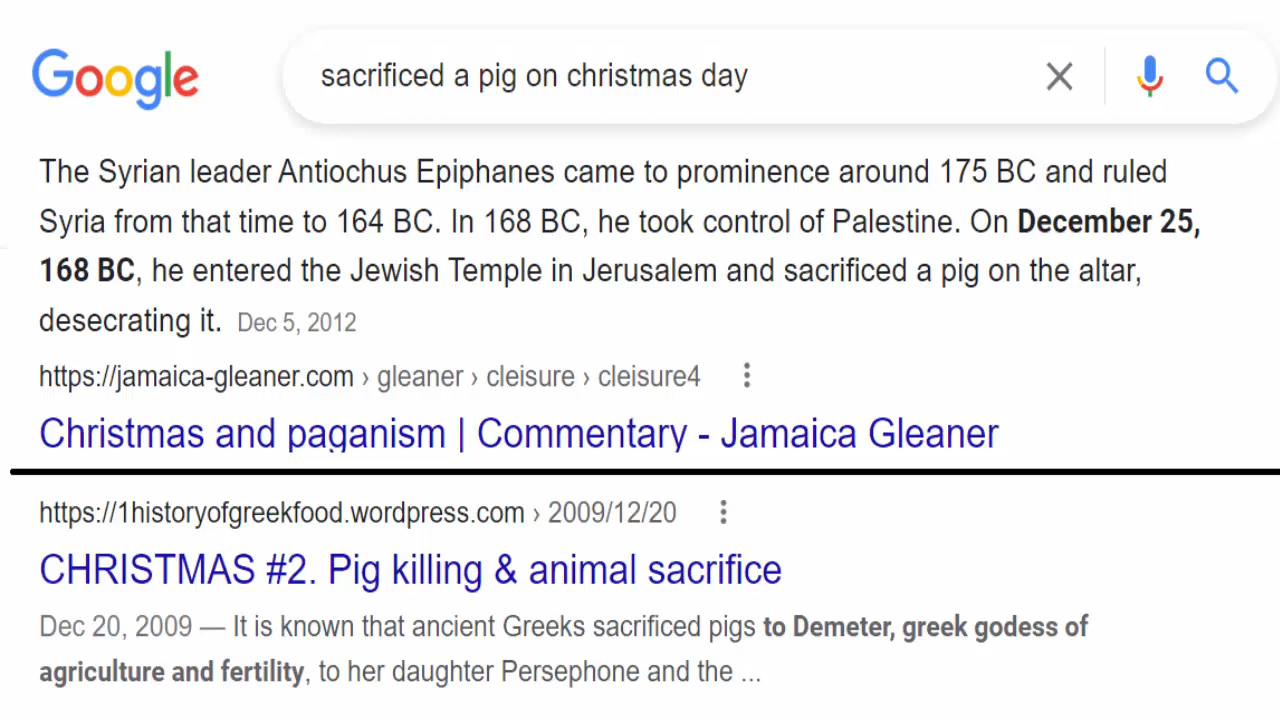 Google sacrificed a pig on christmas day
The Syrian leader Antiochus Epiphanes came to prominence around 175 BC and ruled
Syria from that time to 164 BC. In 168 BC, he took control of Palestine. On December 25,
168 BC, he entered the Jewish Temple in Jerusalem and sacrificed a pig on the altar,
desecrating it. Dec 5, 2012
https://jamaica-gleaner.com › gleaner › cleisure › cleisure4
Christmas and paganism | Commentary - Jamaica Gleaner
https://1historyofgreekfood.wordpress.com › 2009/12/20
CHRISTMAS #2. Pig killing & animal sacrifice
Dec 20, 2009 — It is known that ancient Greeks sacrificed pigs to Demeter, greek godess of
agriculture and fertility, to her daughter Persephone and the ...